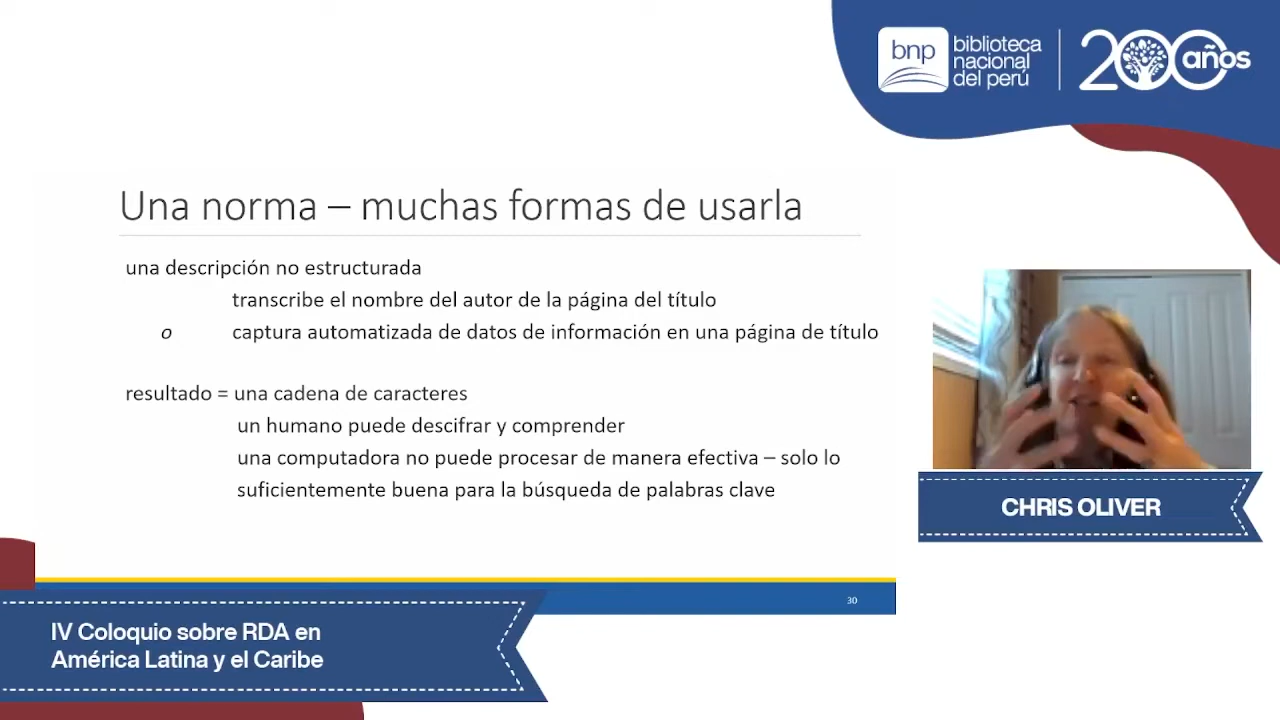 bnp
biblioteca
nacional
del perú
200 años
Una norma – muchas formas de usarla
una descripción no estructurada
transcribe el nombre del autor de la página del título
o captura automatizada de datos de información en una página de título
resultado = una cadena de caracteres
un humano puede descifrar y comprender
una computadora no puede procesar de manera efectiva – solo lo
suficientemente buena para la búsqueda de palabras clave
CHRIS OLIVER
30
IV Coloquio sobre RDA en
América Latina y el Caribe